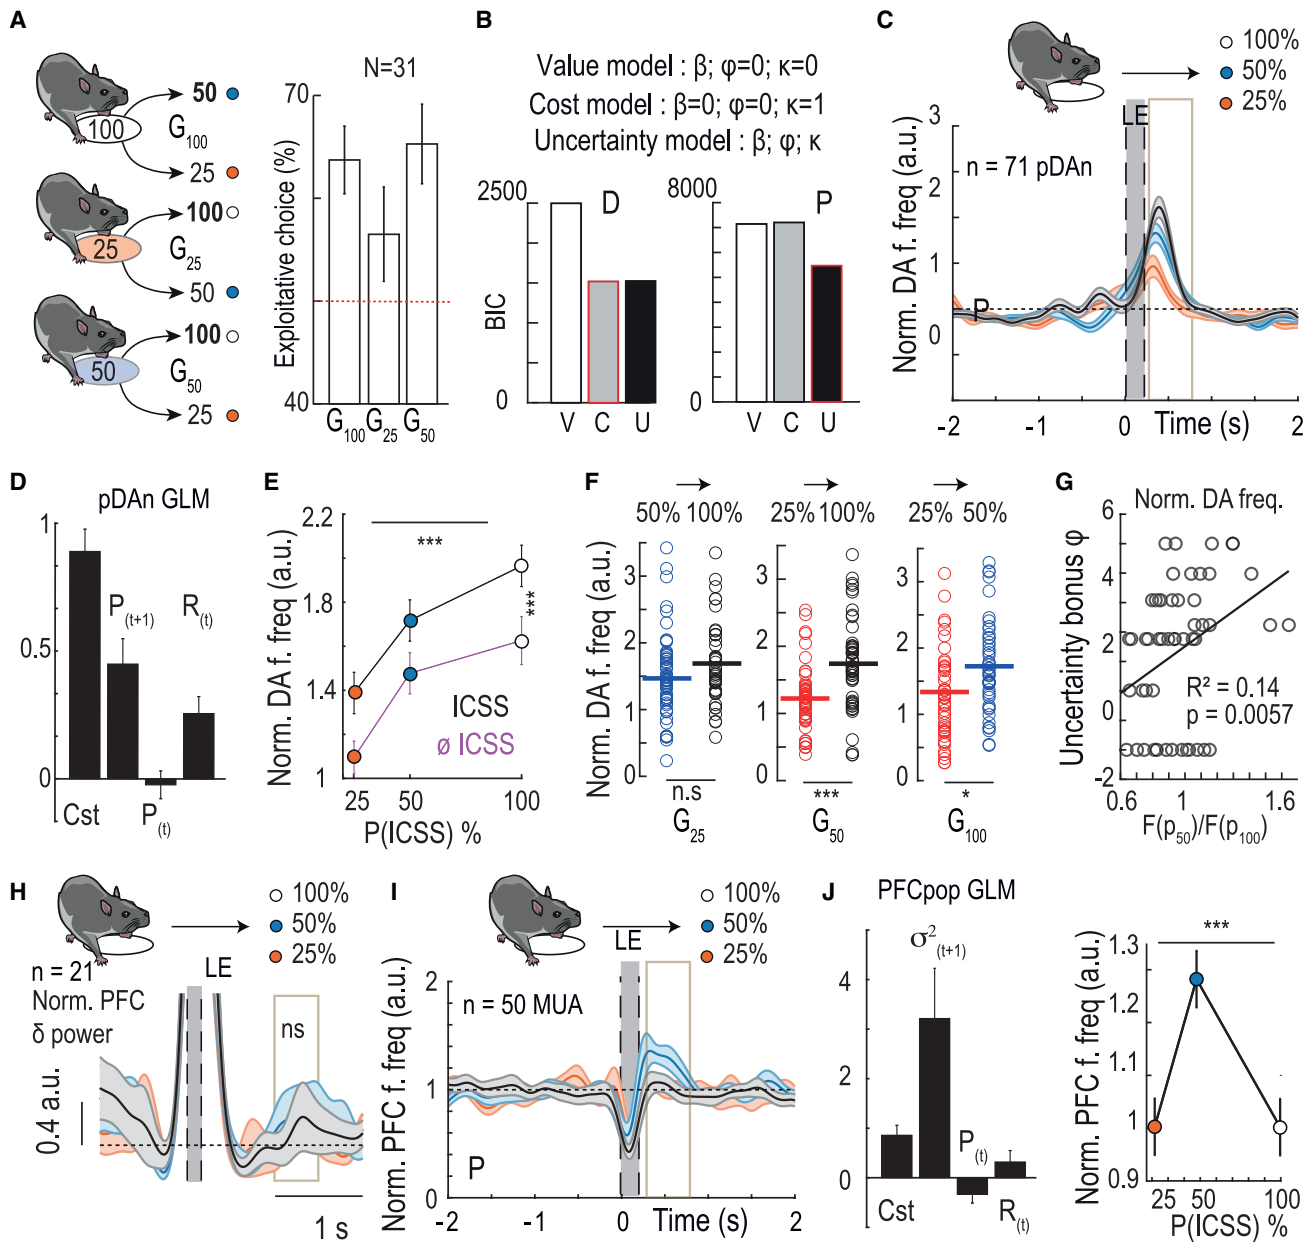 A
100
50
G100
25
25
100
G25
50
50
100
G50
25
N=31
Exploitative choice (%)
70
40
G100 G25 G50
B
Value model : β; φ=0; κ=0
Cost model : β=0; φ=0; κ=1
Uncertainty model : β; φ; κ
BIC
2500
0
D
V C U
8000
0
P
V C U
C
100%
50%
25%
LE
n = 71 pDAn
Norm. DA f. freq (a.u.)
3
2
1
0
P
-2 -1 0 Time (s) 2
D
pDAn GLM
1
0.5
0
Cst
P(t+1)
P(t)
R(t)
E
Norm. DA f. freq (a.u.)
2.2
1.8
1.4
1
***
***
ICSS
ø ICSS
25 50 100
P(ICSS) %
F
50% 100%
25% 100%
25% 50%
Norm. DA f. freq (a.u.)
3
2
1
0
3
2
1
0
3
2
1
0
n.s
***
*
G25
G50
G100
G
Norm. DA freq.
Uncertainty bonus φ
6
4
2
0
-2
R² = 0.14
p = 0.0057
0.6 1 1.6
F(p50)/F(p100)
H
100%
50%
25%
n = 21
LE
Norm. PFC
δ power
ns
0.4 a.u.
1 s
I
100%
50%
25%
LE
n = 50 MUA
Norm. PFC f. freq (a.u.)
2
1
0
P
-2 -1 0 Time (s) 2
J
PFCpop GLM
σ²(t+1)
4
2
0
Cst
P(t)
R(t)
***
Norm. PFC f. freq (a.u.)
1.3
1.2
1.1
1
0.9
25 50 100
P(ICSS) %